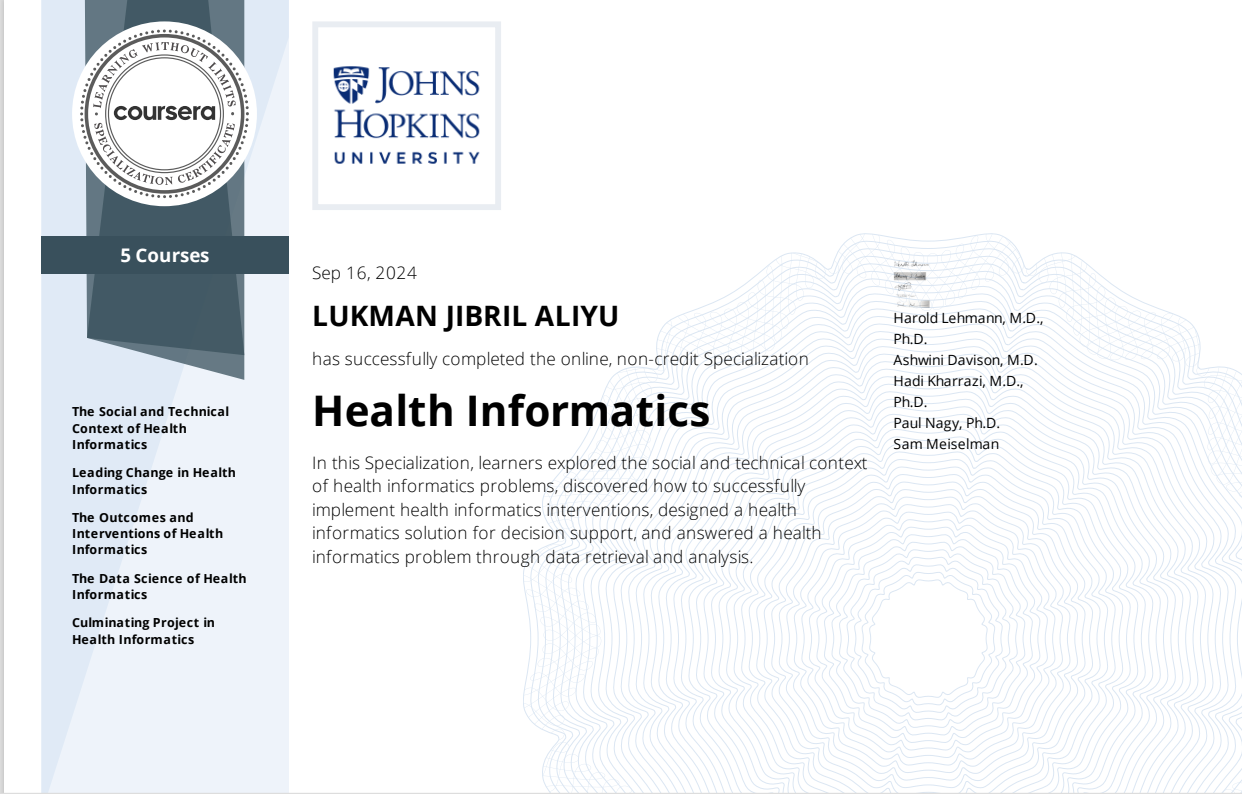 LEARNING WITHOUT LIMITS
coursera
SPECIALIZATION CERTIFICATE
5 Courses
The Social and Technical
Context of Health
Informatics
Leading Change in Health
Informatics
The Outcomes and
Interventions of Health
Informatics
The Data Science of Health
Informatics
Culminating Project in
Health Informatics
JOHNS
HOPKINS
UNIVERSITY
Sep 16, 2024
LUKMAN JIBRIL ALIYU
has successfully completed the online, non-credit Specialization
Health Informatics
In this Specialization, learners explored the social and technical context
of health informatics problems, discovered how to successfully
implement health informatics interventions, designed a health
informatics solution for decision support, and answered a health
informatics problem through data retrieval and analysis.
Harold Lehmann, M.D.,
Ph.D.
Ashwini Davison, M.D.
Hadi Kharrazi, M.D.,
Ph.D.
Paul Nagy, Ph.D.
Sam Meiselman